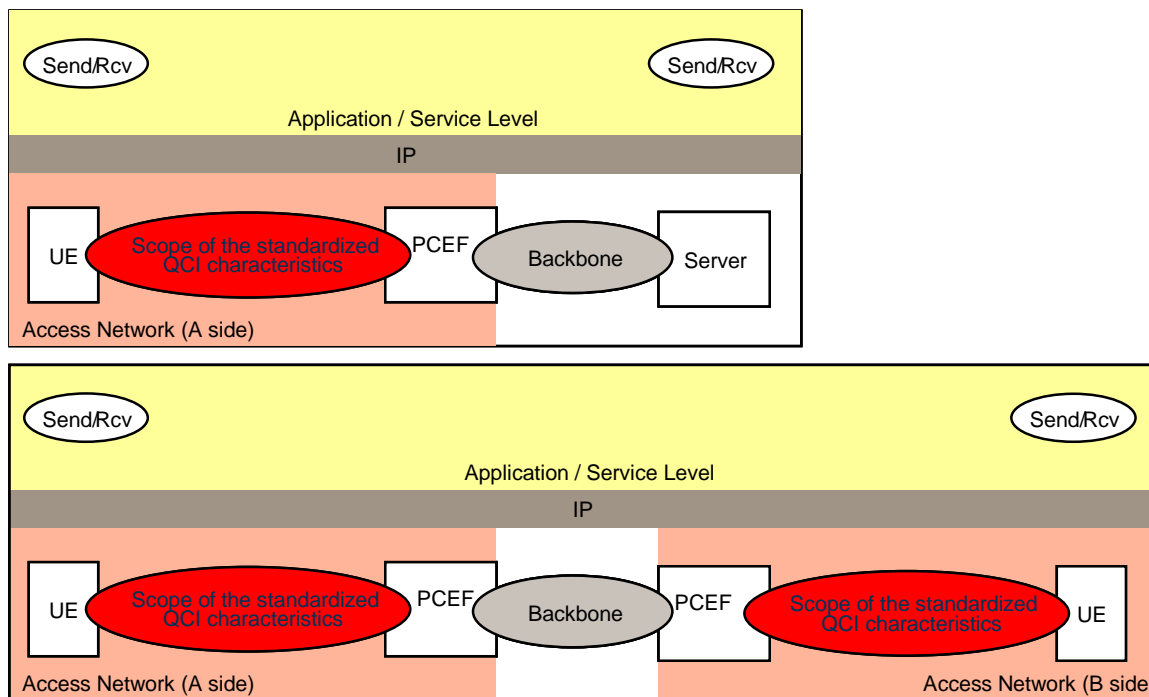 Send/Rcv Send/Rcv
Application / Service Level
IP
UE
Scope of the standardized
QCI characteristics
PCEF
Backbone
Server
Access Network (A side)
Send/Rcv Send/Rcv
Application / Service Level
IP
UE
Scope of the standardized
QCI characteristics
PCEF
Backbone
PCEF
Scope of the standardized
QCI characteristics
UE
Access Network (A side) Access Network (B side